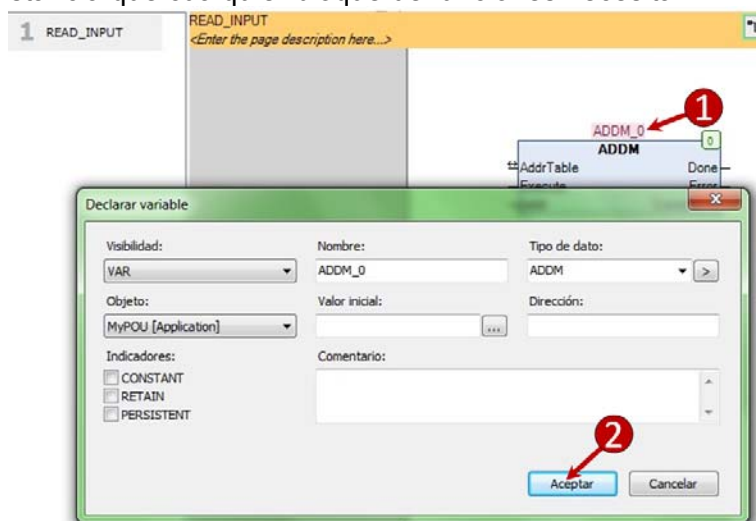 1 READ_INPUT
READ_INPUT
<Enter the page description here...>
1
ADDM_0
0
ADDM
AddrTable Done
Execute Error
Declarar variable
Visibilidad: Nombre: Tipo de dato:
VAR ADDM_0 ADDM >
Objeto: Valor inicial: Dirección:
MyPOU [Application] ...
Indicadores: Comentario:
CONSTANT
RETAIN
PERSISTENT
2
Aceptar Cancelar